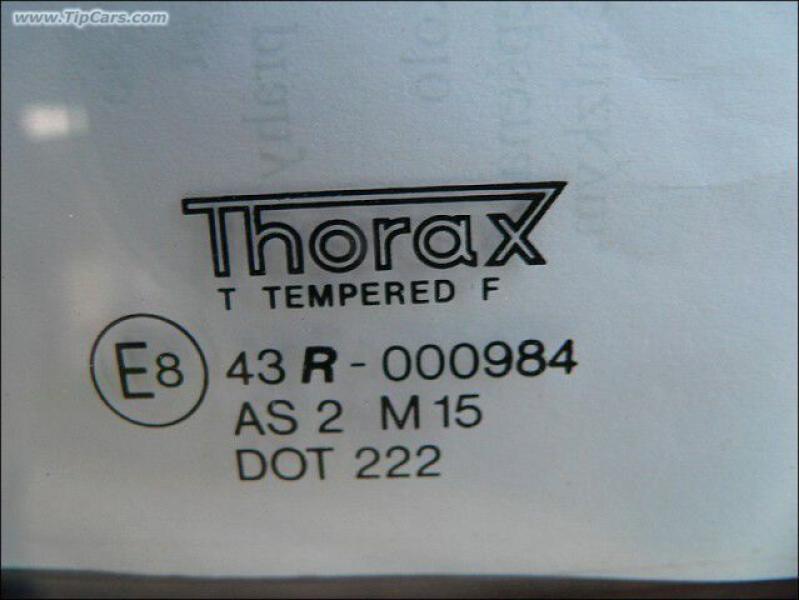 www.TipCars.com
Thorax
T TEMPERED F
E8 43 R - 000984
AS 2 M 15
DOT 222